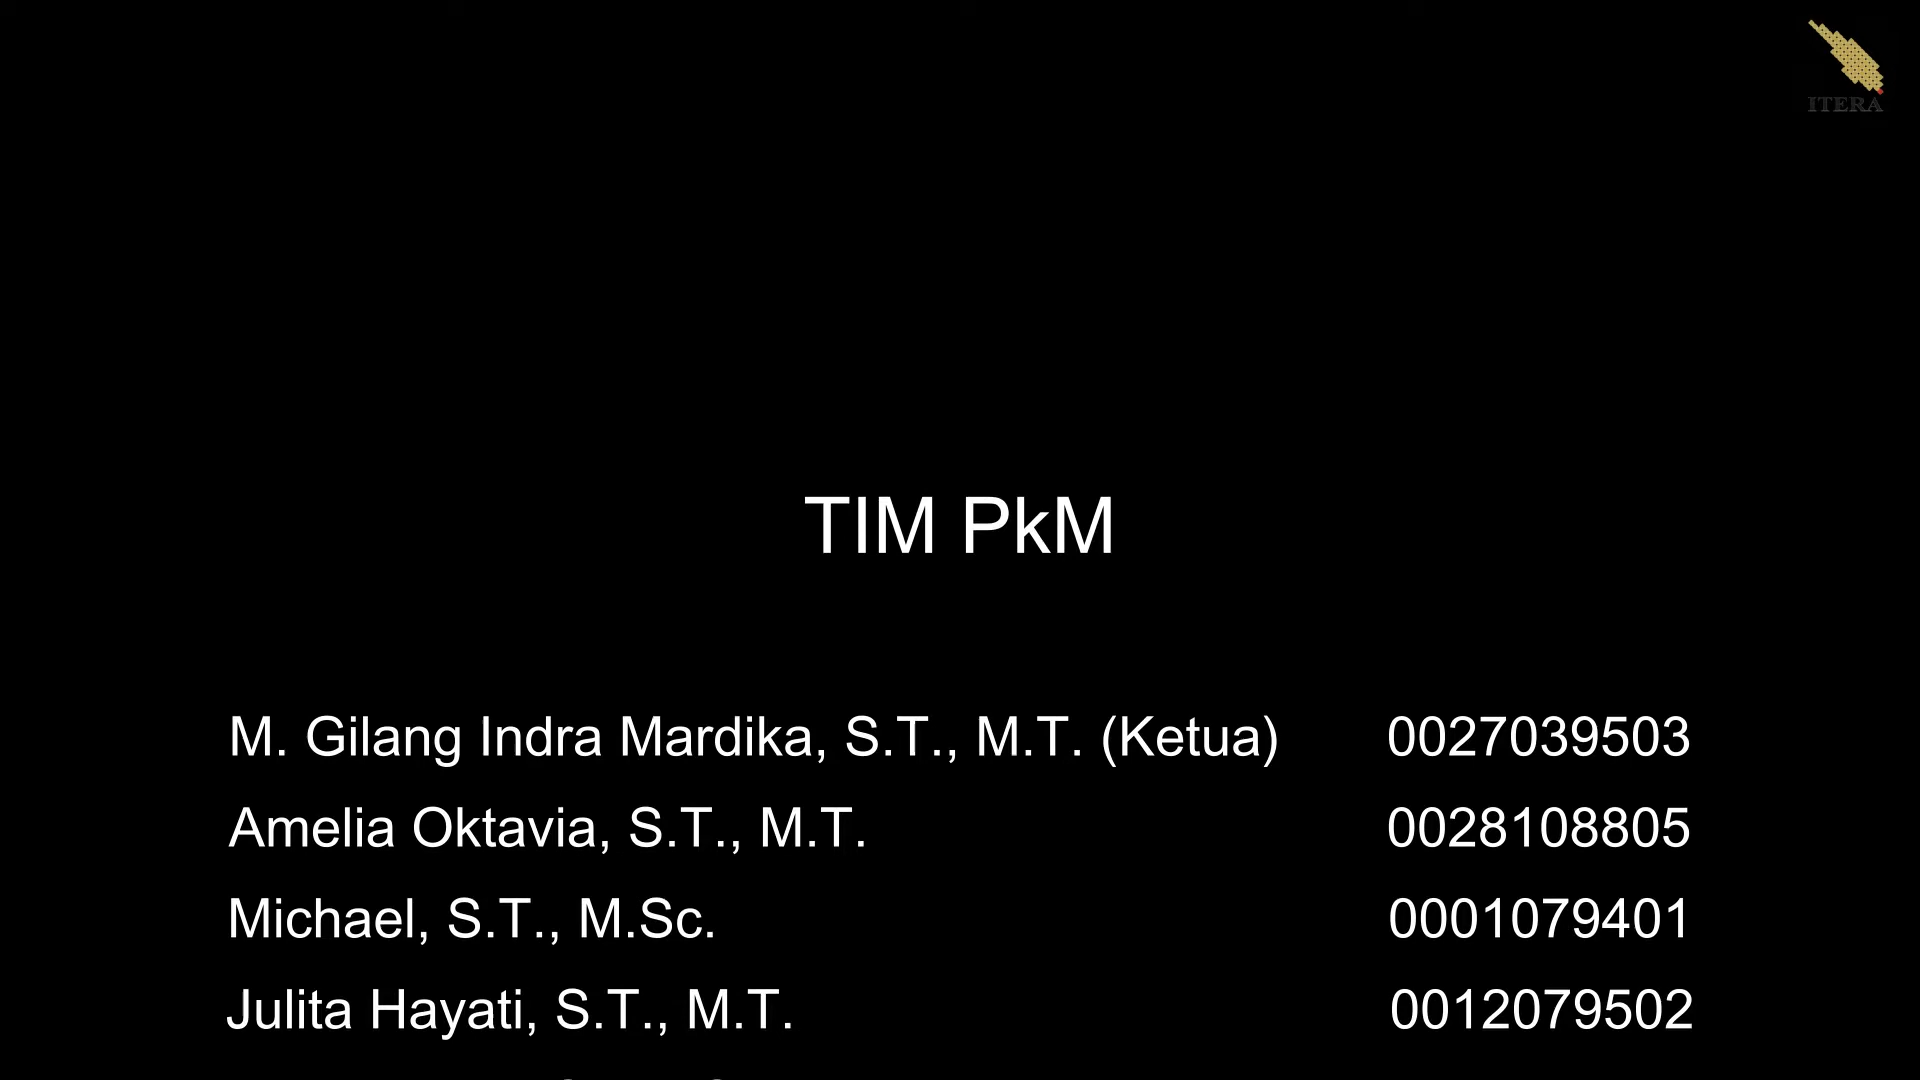 ITERA
TIM PkM
M. Gilang Indra Mardika, S.T., M.T. (Ketua) 0027039503
Amelia Oktavia, S.T., M.T. 0028108805
Michael, S.T., M.Sc. 0001079401
Julita Hayati, S.T., M.T. 0012079502